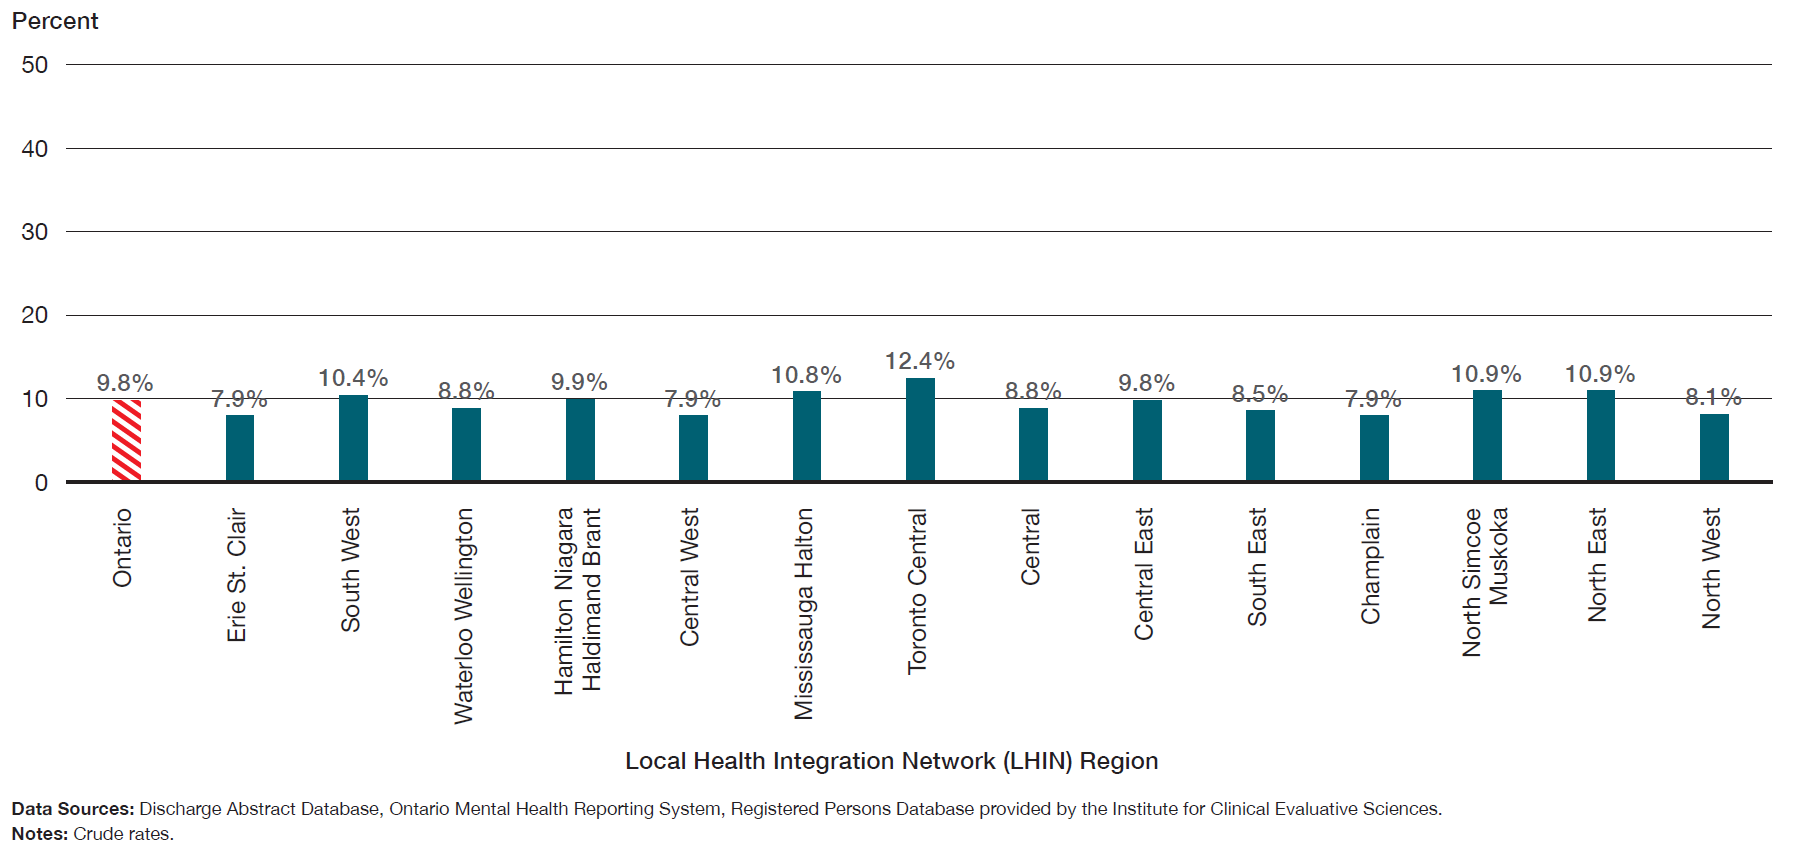 Percent
50
40
30
20
10
0
9.8%
7.9%
10.4%
8.8%
9.9%
7.9%
10.8%
12.4%
8.8%
9.8%
8.5%
7.9%
10.9%
10.9%
8.1%
Ontario
Erie St. Clair
South West
Waterloo Wellington
Hamilton Niagara
Haldimand Brant
Central West
Mississauga Halton
Toronto Central
Central
Central East
South East
Champlain
North Simcoe
Muskoka
North East
North West
Local Health Integration Network (LHIN) Region
Data Sources: Discharge Abstract Database, Ontario Mental Health Reporting System, Registered Persons Database provided by the Institute for Clinical Evaluative Sciences.
Notes: Crude rates.